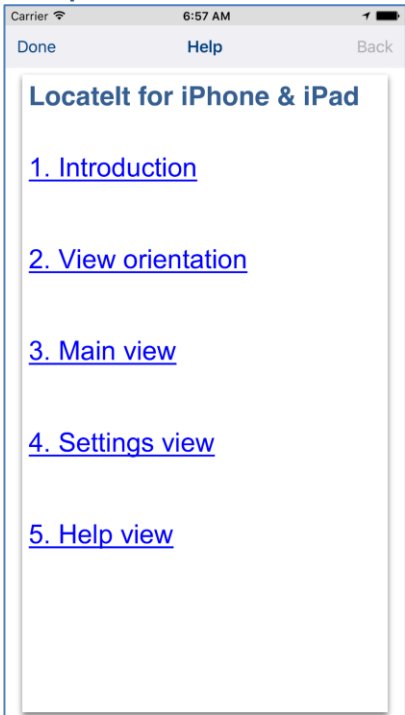 Carrier 6:57 AM
Done Help Back
LocateIt for iPhone & iPad
1. Introduction
2. View orientation
3. Main view
4. Settings view
5. Help view